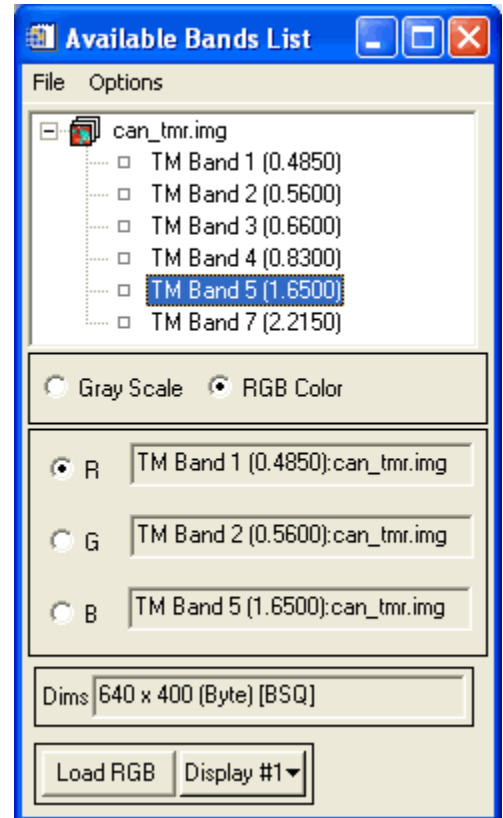 Available Bands List
File Options
can_tmr.img
TM Band 1 (0.4850)
TM Band 2 (0.5600)
TM Band 3 (0.6600)
TM Band 4 (0.8300)
TM Band 5 (1.6500)
TM Band 7 (2.2150)
Gray Scale RGB Color
R TM Band 1 (0.4850):can_tmr.img
G TM Band 2 (0.5600):can_tmr.img
B TM Band 5 (1.6500):can_tmr.img
Dims 640 x 400 (Byte) [BSQ]
Load RGB Display #1